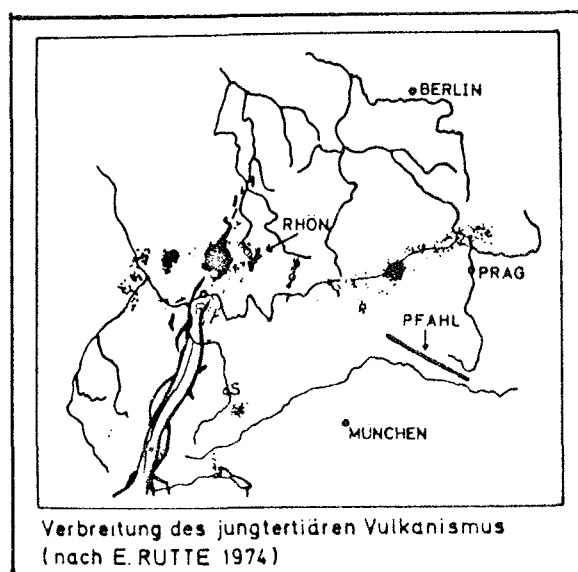 BERLIN
RHÖN
PRAG
PFAHL
S
MÜNCHEN
Verbreitung des jungtertiären Vulkanismus
(nach E. RUTTE 1974)